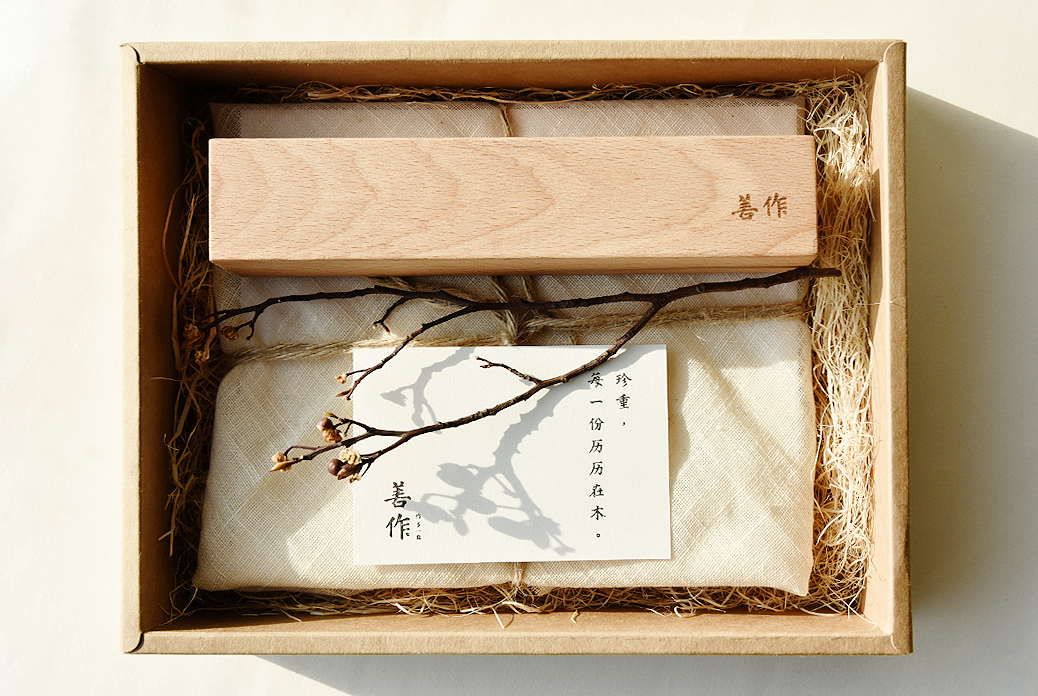 善作
珍重，
每一份历历在木。
善作